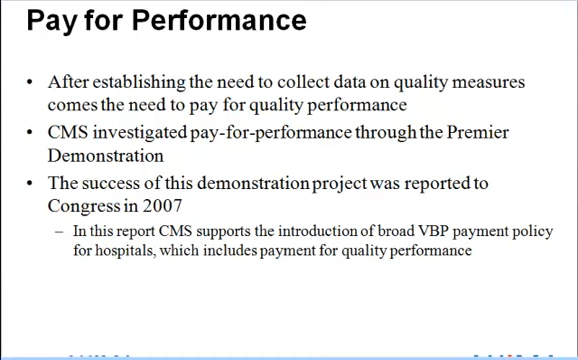 Pay for Performance
• After establishing the need to collect data on quality measures
comes the need to pay for quality performance
• CMS investigated pay-for-performance through the Premier
Demonstration
• The success of this demonstration project was reported to
Congress in 2007
– In this report CMS supports the introduction of broad VBP payment policy
for hospitals, which includes payment for quality performance